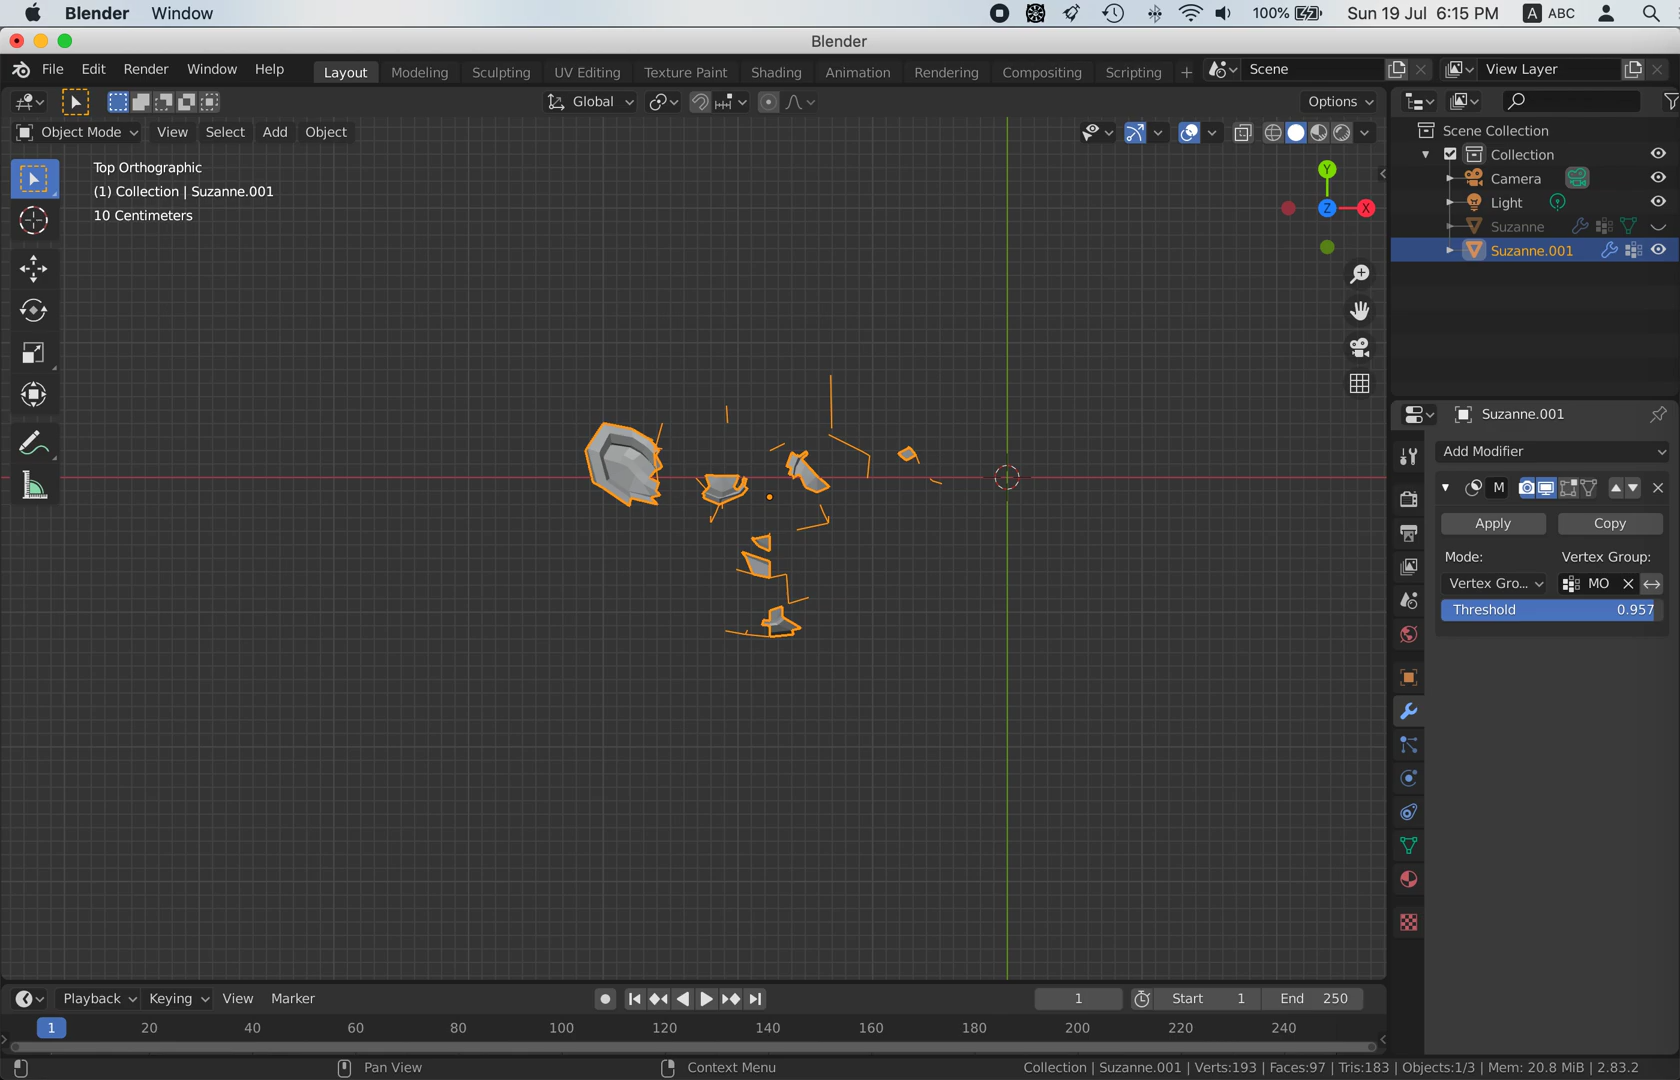 Blender Window 100% Sun 19 Jul 6:15 PM A ABC
Blender
File Edit Render Window Help Layout Modeling Sculpting UV Editing Texture Paint Shading Animation Rendering Compositing Scripting + Scene View Layer
Global Options
Object Mode View Select Add Object
Scene Collection
Collection
Camera
Light
Suzanne
Suzanne.001
Top Orthographic
(1) Collection | Suzanne.001
10 Centimeters
Y
Z X
Suzanne.001
Add Modifier
M
Apply Copy
Mode: Vertex Group:
Vertex Gro... MO
Threshold 0.957
Playback Keying View Marker 1 Start 1 End 250
1 20 40 60 80 100 120 140 160 180 200 220 240
Pan View Context Menu Collection | Suzanne.001 | Verts:193 | Faces:97 | Tris:183 | Objects:1/3 | Mem: 20.8 MiB | 2.83.2